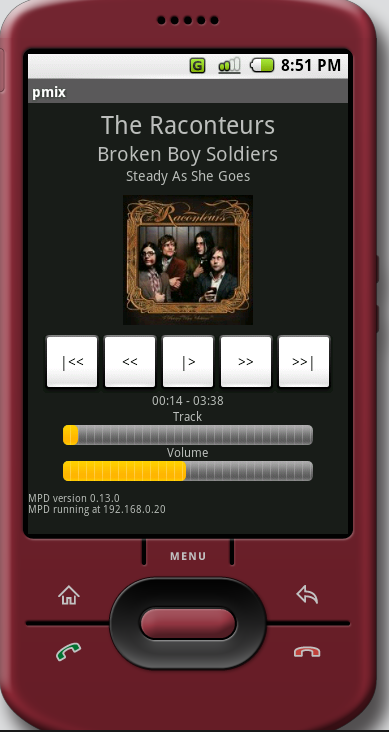 G 8:51 PM
pmix
The Raconteurs
Broken Boy Soldiers
Steady As She Goes
Raconteurs
|<< << |> >> >>|
00:14 - 03:38
Track
Volume
MPD version 0.13.0
MPD running at 192.168.0.20
MENU